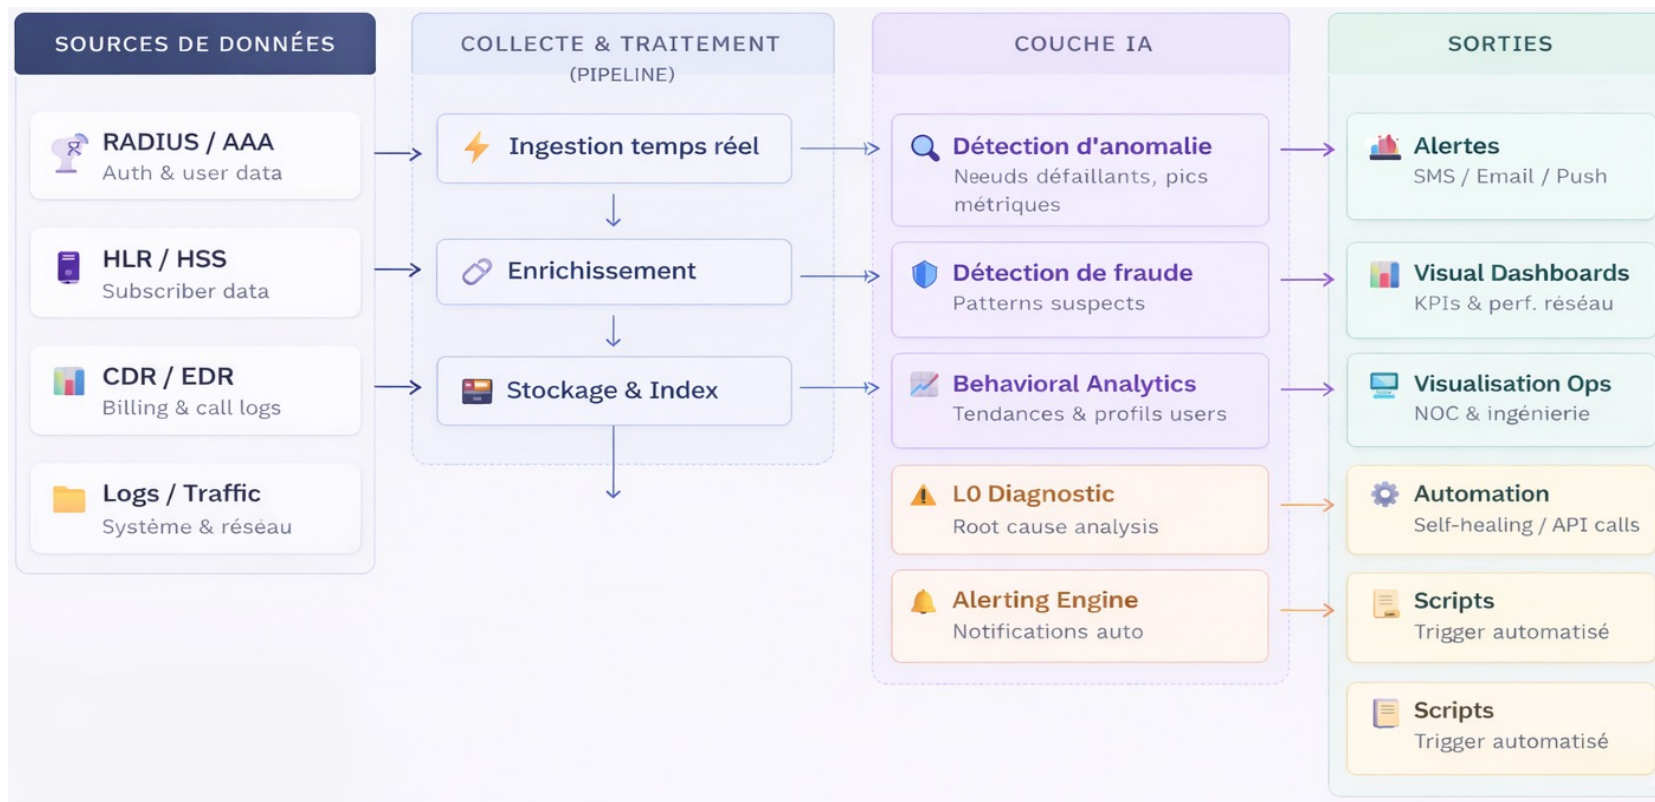 SOURCES DE DONNÉES
RADIUS / AAA
Auth & user data
HLR / HSS
Subscriber data
CDR / EDR
Billing & call logs
Logs / Traffic
Système & réseau
COLLECTE & TRAITEMENT
(PIPELINE)
Ingestion temps réel
Enrichissement
Stockage & Index
COUCHE IA
Détection d'anomalie
Neeuds défaillants, pics
métriques
Détection de fraude
Patterns suspects
Behavioral Analytics
Tendances & profils users
L0 Diagnostic
Root cause analysis
Alerting Engine
Notifications auto
SORTIES
Alertes
SMS / Email / Push
Visual Dashboards
KPIs & perf. réseau
Visualisation Ops
NOC & ingénierie
Automation
Self-healing / API calls
Scripts
Trigger automatisé
Scripts
Trigger automatisé